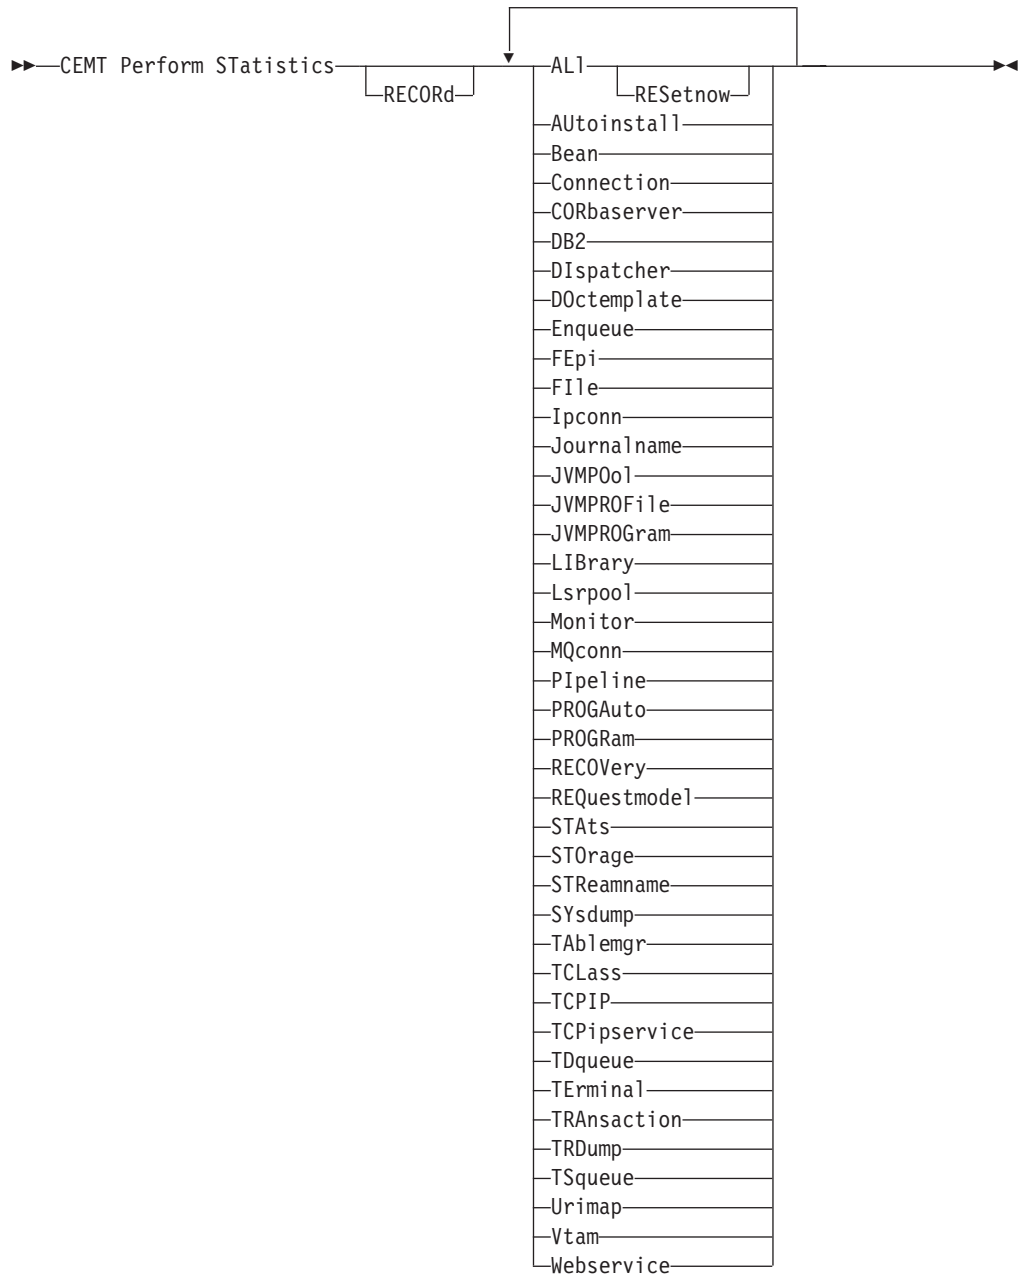 CEMT Perform STatistics ALl
RECORd RESetnow
AUtoinstall
Bean
Connection
CORbaserver
DB2
DIspatcher
DOctemplate
Enqueue
FEpi
FIle
Ipconn
Journalname
JVMPOol
JVMPROFile
JVMPROGram
LIBrary
Lsrpool
Monitor
MQconn
PIpeline
PROGAuto
PROGRam
RECOVery
REQuestmodel
STAts
STOrage
STReamname
SYsdump
TAblemgr
TCLass
TCPIP
TCPipservice
TDqueue
TErminal
TRAnsaction
TRDump
TSqueue
Urimap
Vtam
Webservice